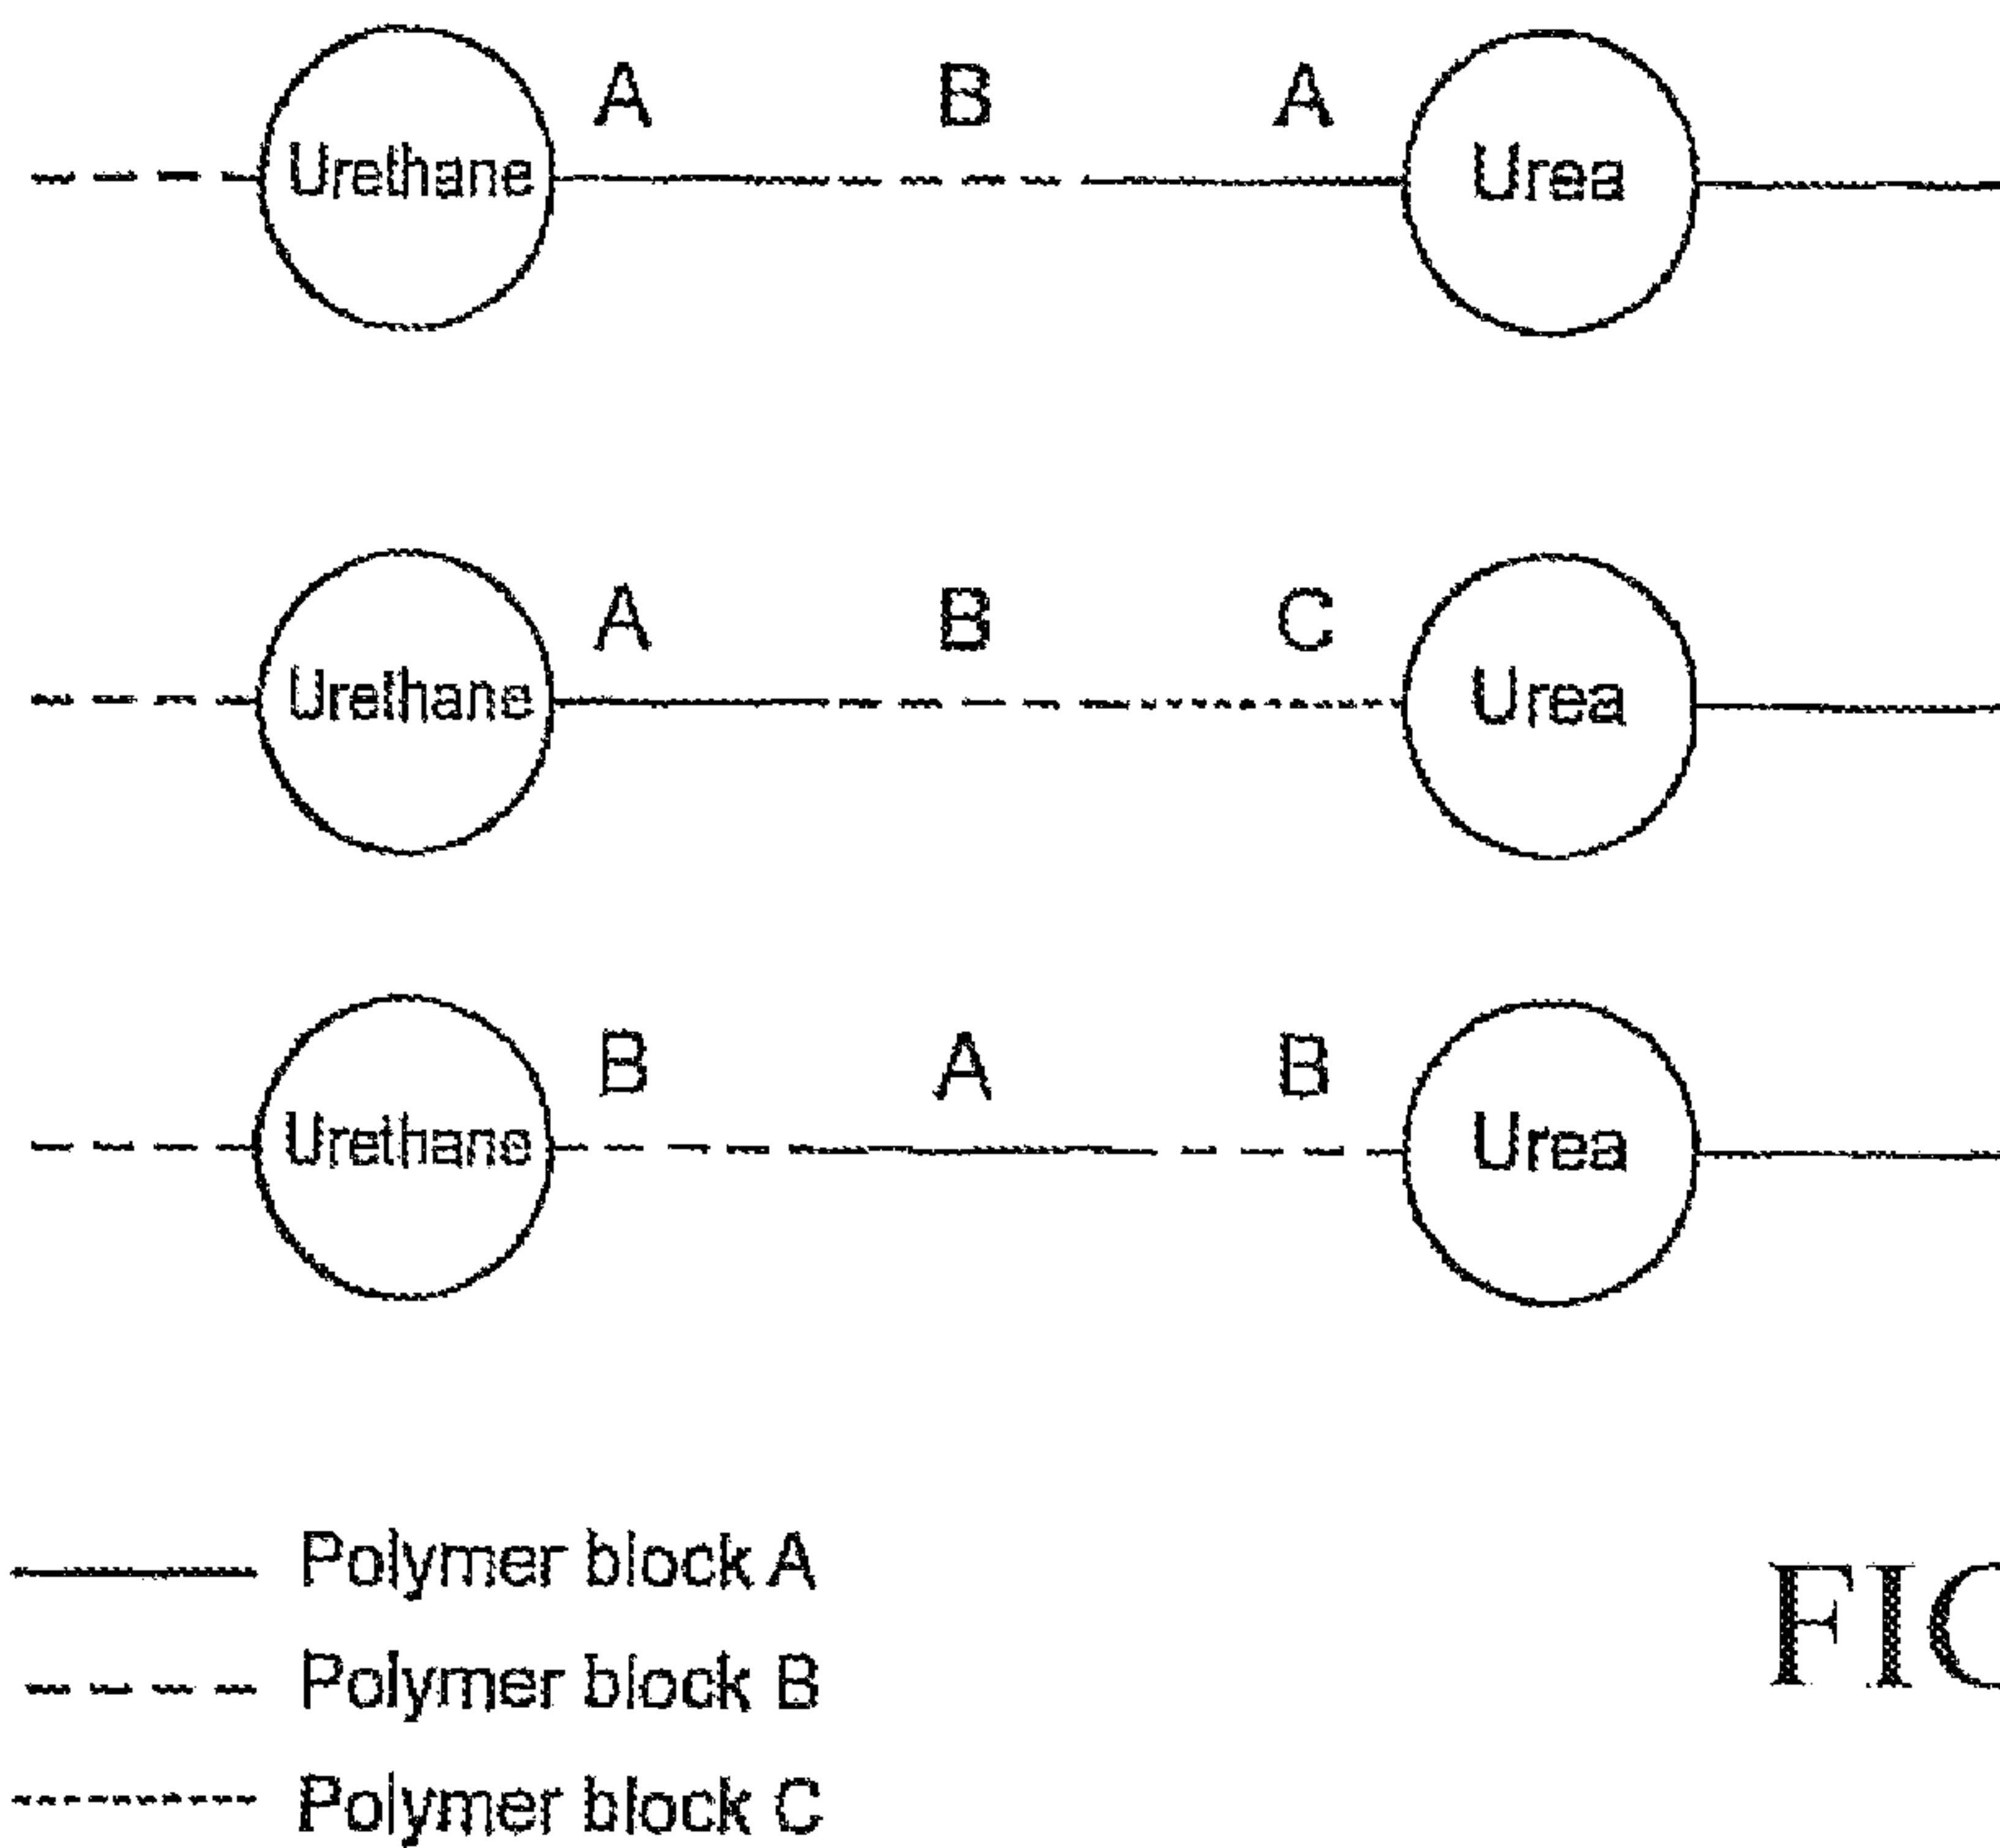 A B A
Urethane Urea
A B C
Urethane Urea
B A B
Urethane Urea
Polymer block A
Polymer block B
Polymer block C